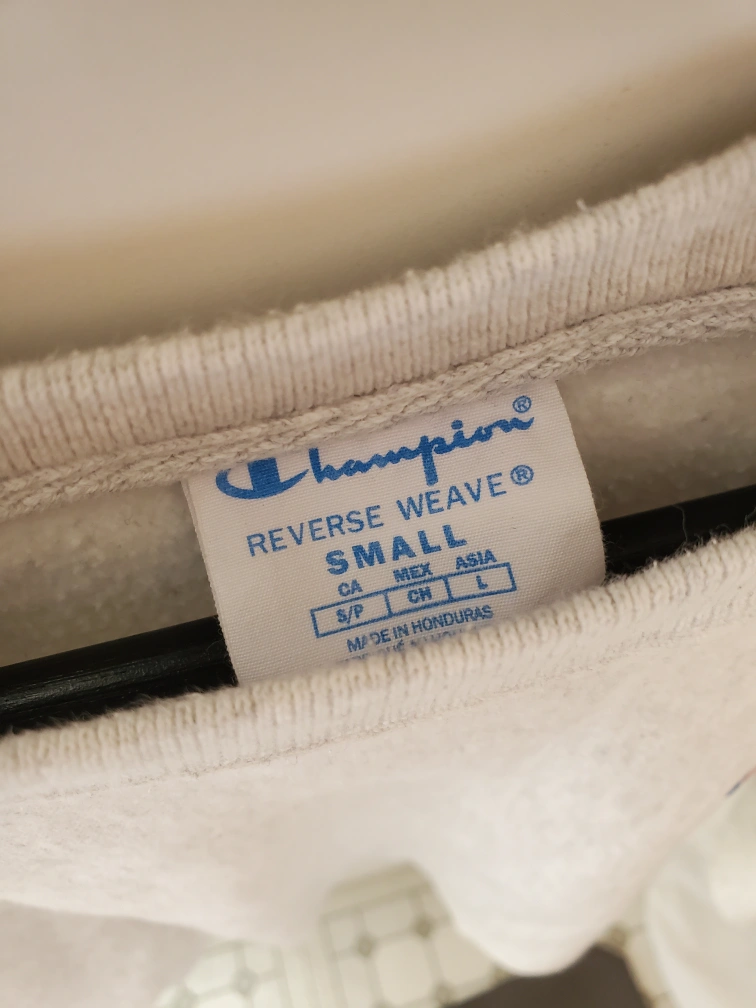 Champion®
REVERSE WEAVE®
SMALL
CA MEX ASIA
S/P CH L
MADE IN HONDURAS